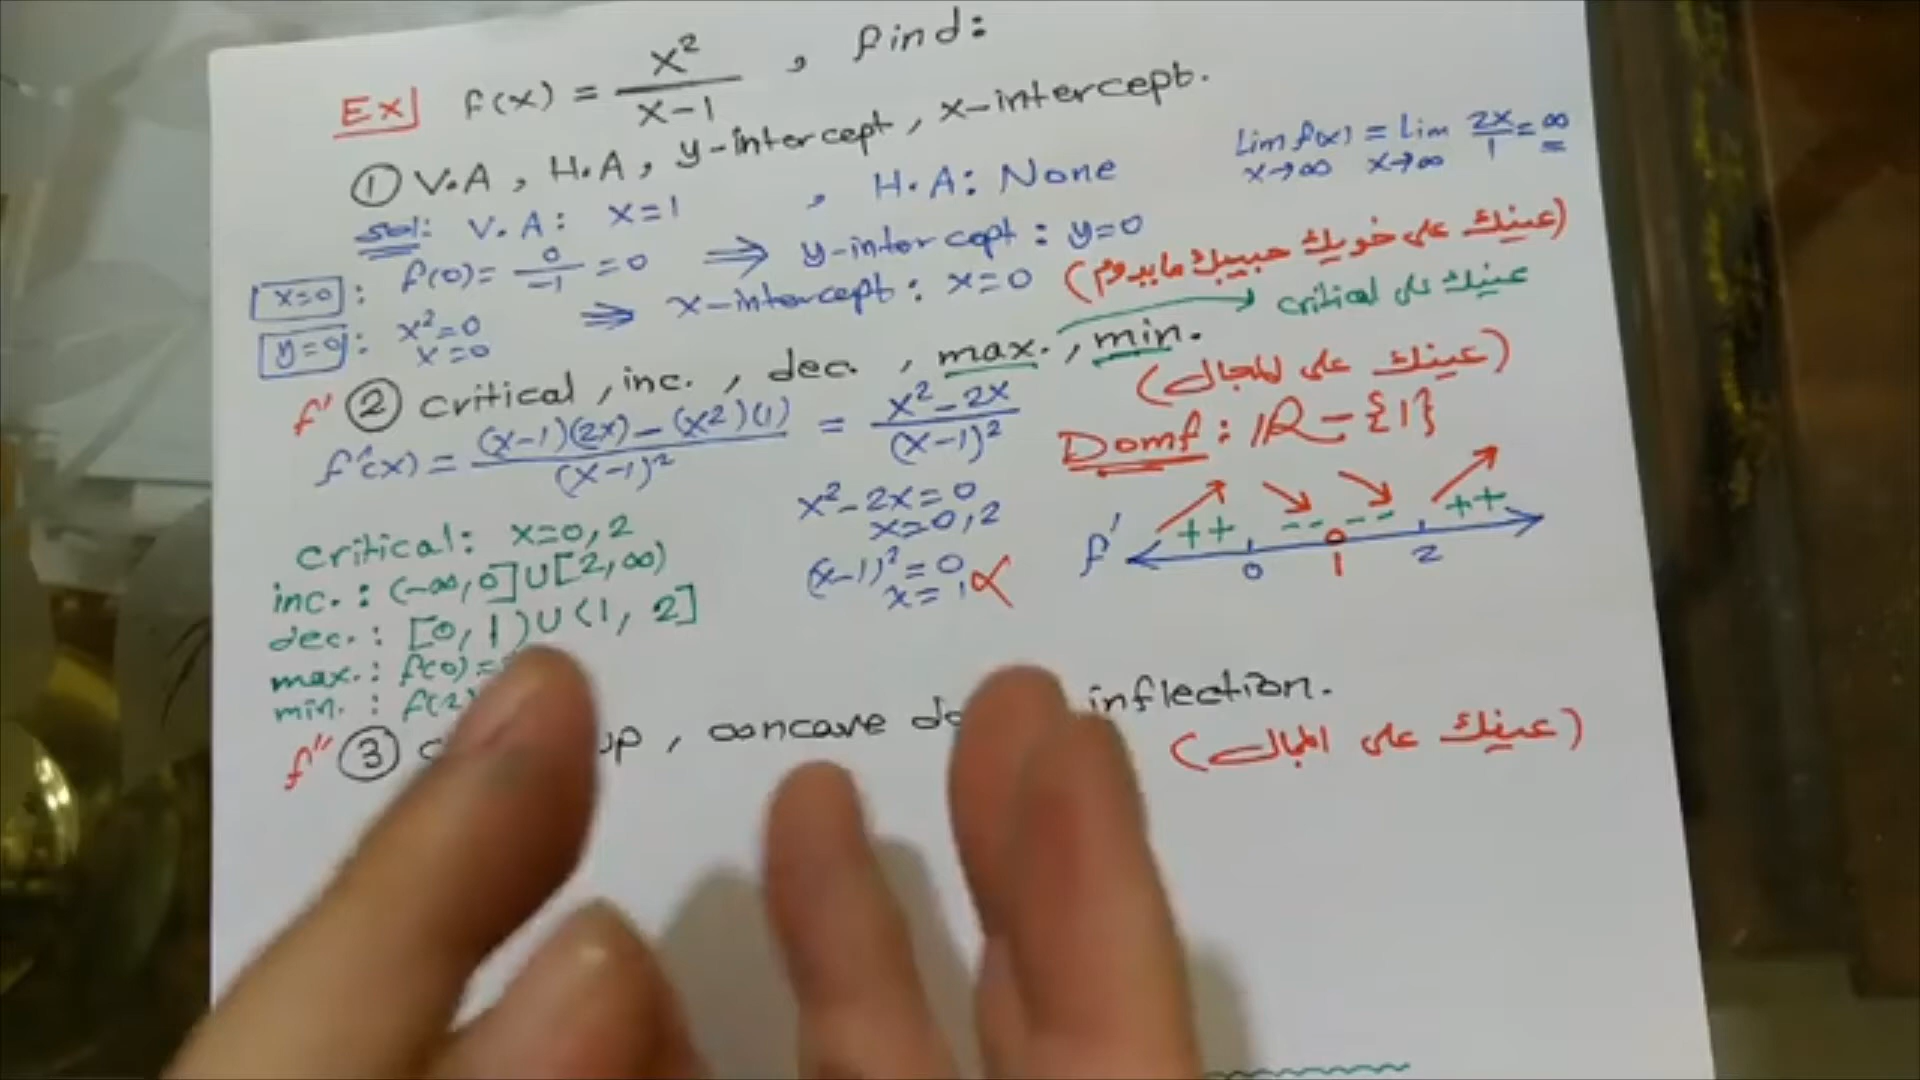 Ex] f(x) = x² / x-1 , find:
① V.A , H.A , y-intercept , x-intercept.
sol: V.A: x=1 , H.A: None
Lim f(x) = Lim 2x/1 = ∞
x→∞ x→∞
x=0 : f(0) = 0/-1 = 0 ⇒ y-intercept : y=0
(عينك على خويك حبيبك مايدوم)
y=0 : x²=0 ⇒ x-intercept : x=0
x=0
critical عينك على
f' ② critical , inc. , dec. , max. , min.
(عينك على المجال)
f'(x) = (x-1)(2x) - (x²)(1) / (x-1)² = x²-2x / (x-1)²
Domf : IR - {1}
x²-2x=0
x=0,2
(x-1)²=0
x=1
f' ++ -- -- ++
0 1 2
critical: x=0,2
inc. : (-∞,0]U[2,∞)
dec. : [0,1)U(1,2]
max. : f(0)=
min. : f(2)
f" ③ up , concave inflection.
(عينك على المجال)